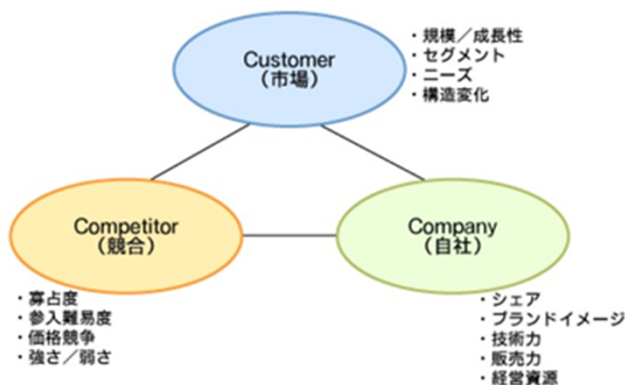 Customer
（市場）
・規模／成長性
・セグメント
・ニーズ
・構造変化
Competitor
（競合）
Company
（自社）
・寡占度
・参入難易度
・価格競争
・強さ／弱さ
・シェア
・ブランドイメージ
・技術力
・販売力
・経営資源